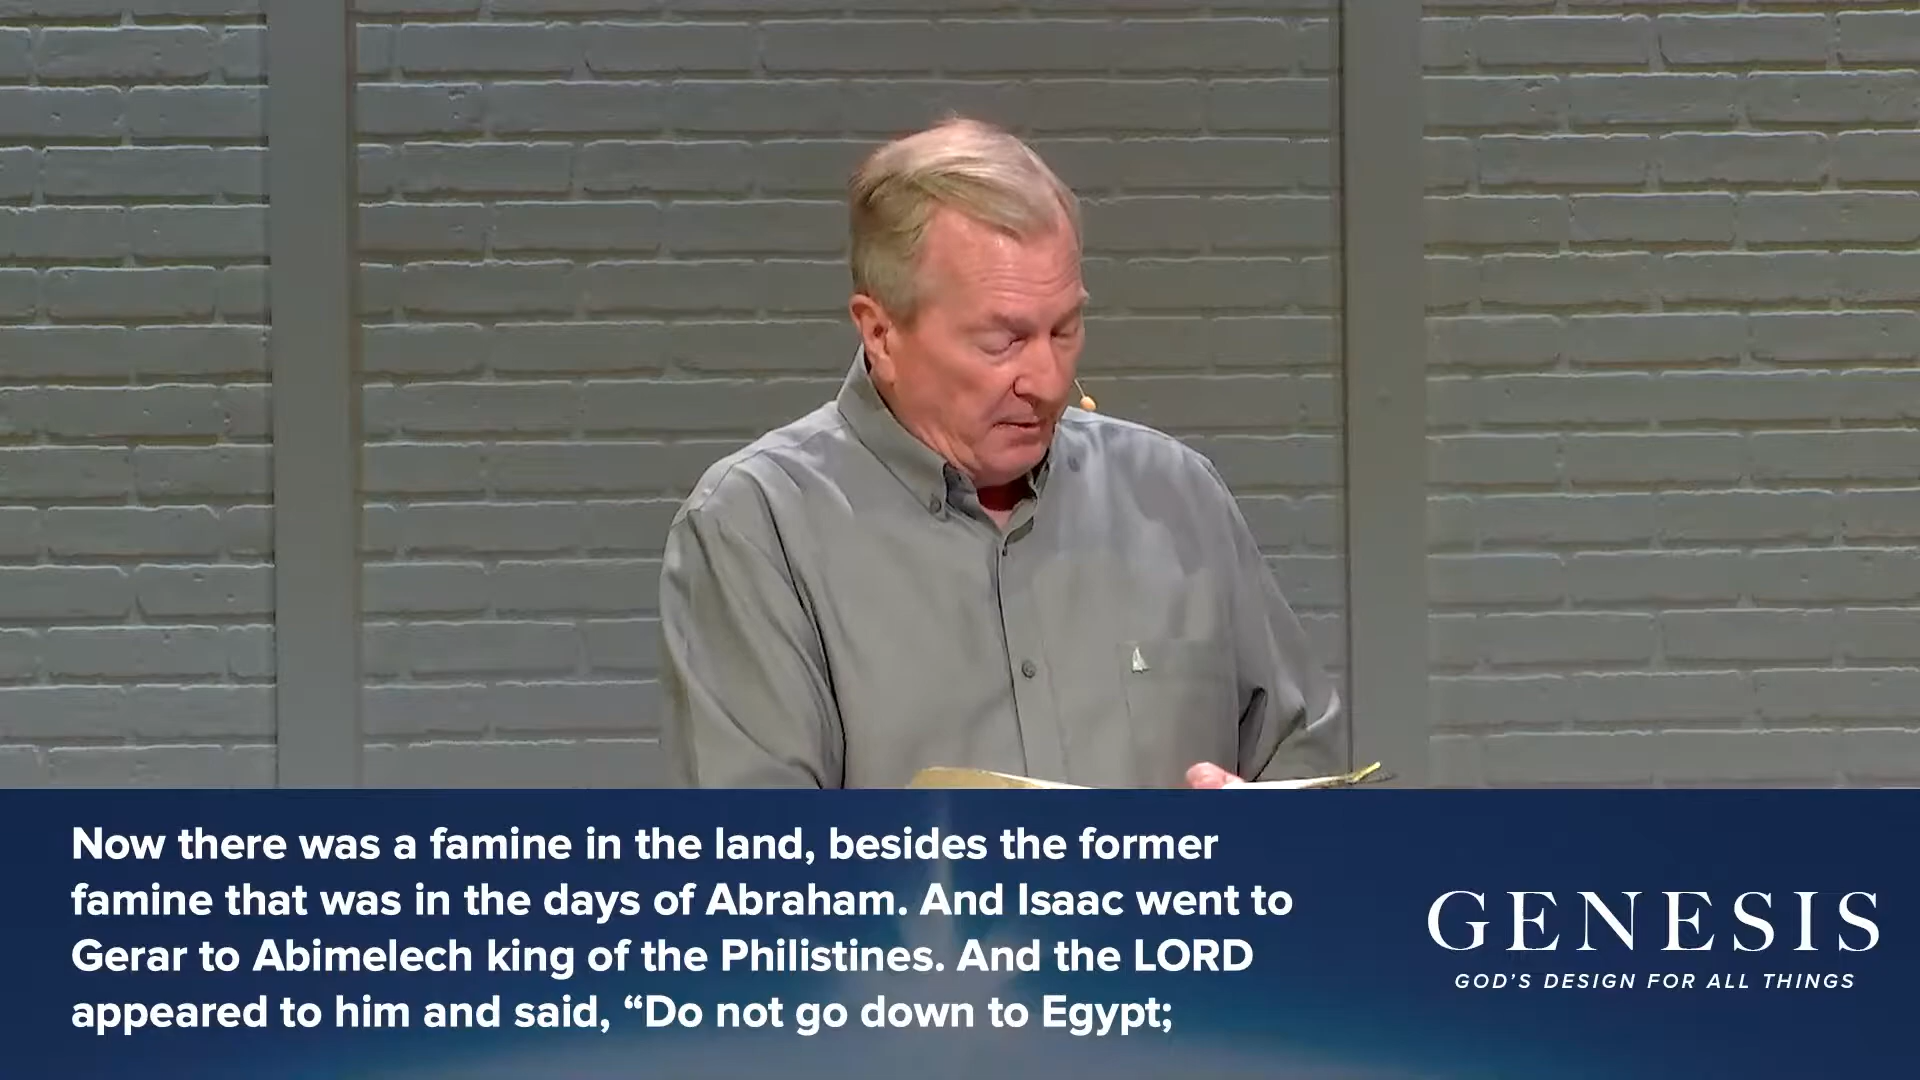 Now there was a famine in the land, besides the former
famine that was in the days of Abraham. And Isaac went to
Gerar to Abimelech king of the Philistines. And the LORD
appeared to him and said, “Do not go down to Egypt;
GENESIS
GOD’S DESIGN FOR ALL THINGS